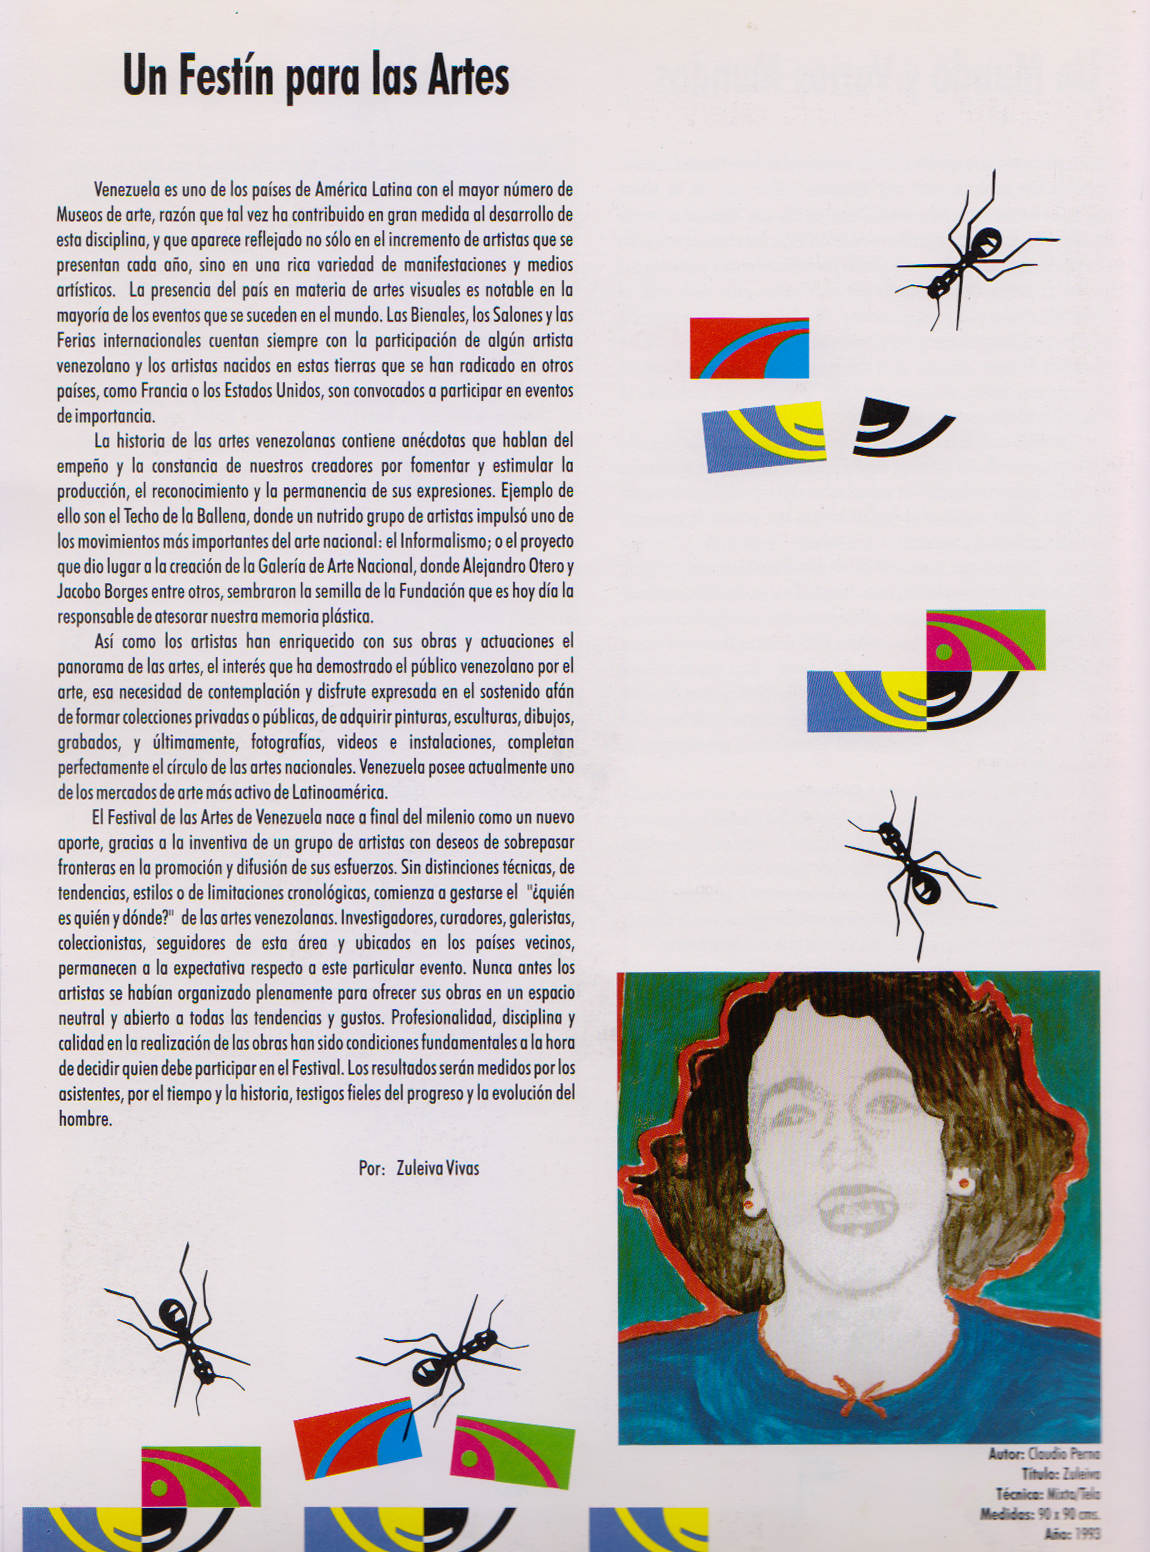 Un Festín para las Artes
Venezuela es uno de los países de América Latina con el mayor número de
Museos de arte, razón que tal vez ha contribuido en gran medida al desarrollo de
esta disciplina, y que aparece reflejado no sólo en el incremento de artistas que se
presentan cada año, sino en una rica variedad de manifestaciones y medios
artísticos. La presencia del país en materia de artes visuales es notable en la
mayoría de los eventos que se suceden en el mundo. Las Bienales, los Salones y las
Ferias internacionales cuentan siempre con la participación de algún artista
venezolano y los artistas nacidos en estas tierras que se han radicado en otros
países, como Francia o los Estados Unidos, son convocados a participar en eventos
de importancia.
La historia de las artes venezolanas contiene anécdotas que hablan del
empeño y la constancia de nuestros creadores por fomentar y estimular la
producción, el reconocimiento y la permanencia de sus expresiones. Ejemplo de
ello son el Techo de la Ballena, donde un nutrido grupo de artistas impulsó uno de
los movimientos más importantes del arte nacional: el Informalismo; o el proyecto
que dio lugar a la creación de la Galería de Arte Nacional, donde Alejandro Otero y
Jacobo Borges entre otros, sembraron la semilla de la Fundación que es hoy día la
responsable de atesorar nuestra memoria plástica.
Así como los artistas han enriquecido con sus obras y actuaciones el
panorama de las artes, el interés que ha demostrado el público venezolano por el
arte, esa necesidad de contemplación y disfrute expresada en el sostenido afán
de formar colecciones privadas o públicas, de adquirir pinturas, esculturas, dibujos,
grabados, y últimamente, fotografías, videos e instalaciones, completan
perfectamente el círculo de las artes nacionales. Venezuela posee actualmente uno
de los mercados de arte más activo de Latinoamérica.
El Festival de las Artes de Venezuela nace a final del milenio como un nuevo
aporte, gracias a la inventiva de un grupo de artistas con deseos de sobrepasar
fronteras en la promoción y difusión de sus esfuerzos. Sin distinciones técnicas, de
tendencias, estilos o de limitaciones cronológicas, comienza a gestarse el "¿quién
es quién y dónde?" de las artes venezolanas. Investigadores, curadores, galeristas,
coleccionistas, seguidores de esta área y ubicados en los países vecinos,
permanecen a la expectativa respecto a este particular evento. Nunca antes los
artistas se habían organizado plenamente para ofrecer sus obras en un espacio
neutral y abierto a todas las tendencias y gustos. Profesionalidad, disciplina y
calidad en la realización de las obras han sido condiciones fundamentales a la hora
de decidir quien debe participar en el Festival. Los resultados serán medidos por los
asistentes, por el tiempo y la historia, testigos fieles del progreso y la evolución del
hombre.
Por: Zuleiva Vivas
Autor: Claudio Perna
Título: Zuleiva
Técnica: Mixta/Tela
Medidas: 90 x 90 cms.
Año: 1993